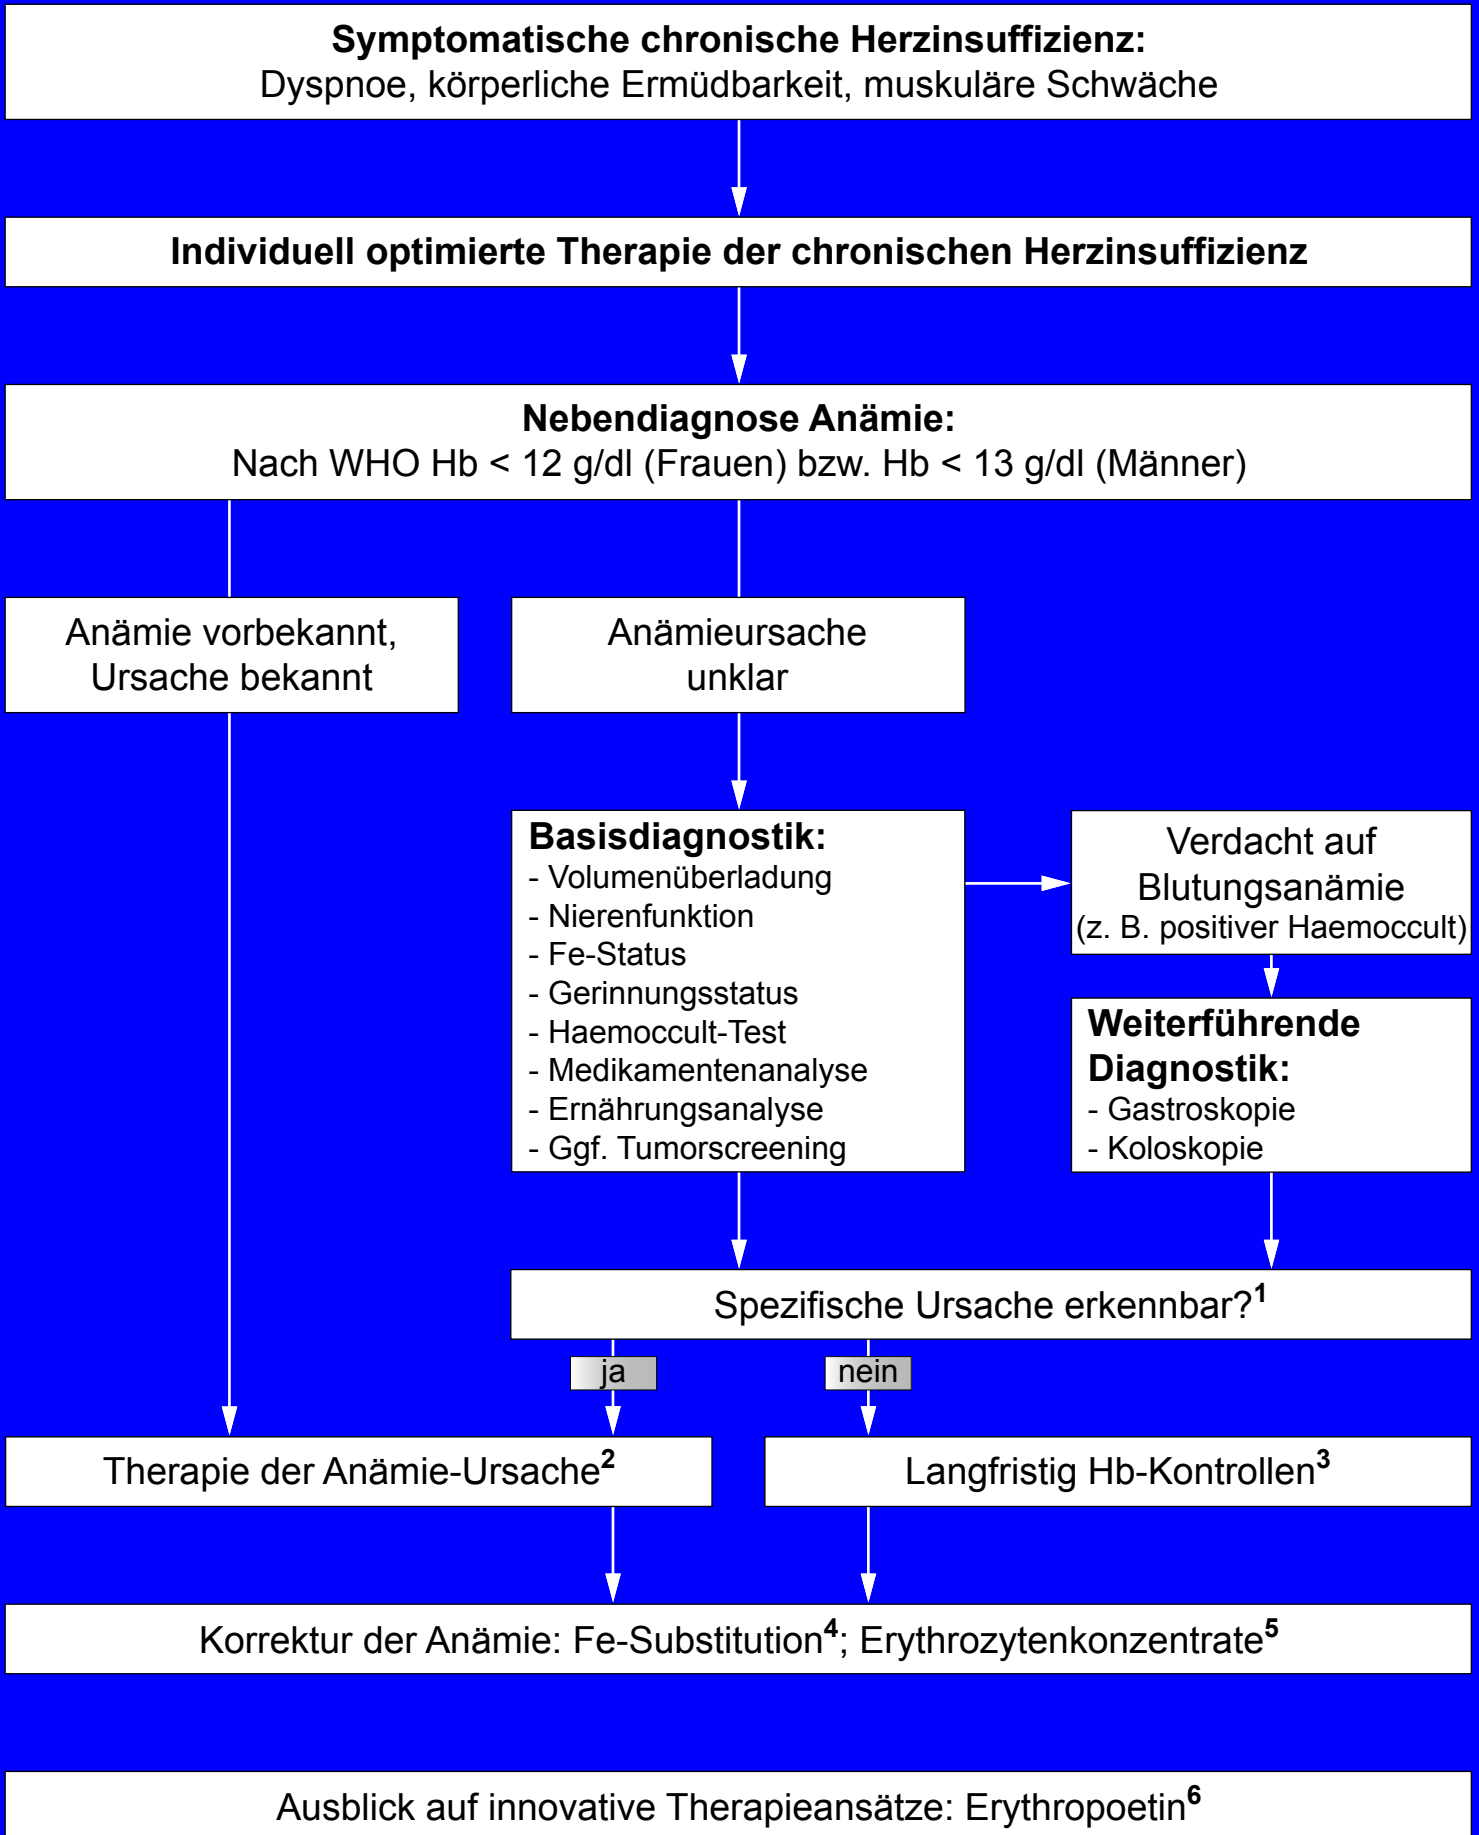 Symptomatische chronische Herzinsuffizienz:
Dyspnoe, körperliche Ermüdbarkeit, muskuläre Schwäche
Individuell optimierte Therapie der chronischen Herzinsuffizienz
Nebendiagnose Anämie:
Nach WHO Hb < 12 g/dl (Frauen) bzw. Hb < 13 g/dl (Männer)
Anämie vorbekannt,
Ursache bekannt
Anämieursache
unklar
Basisdiagnostik:
- Volumenüberladung
- Nierenfunktion
- Fe-Status
- Gerinnungsstatus
- Haemoccult-Test
- Medikamentenanalyse
- Ernährungsanalyse
- Ggf. Tumorscreening
Verdacht auf
Blutungsanämie
(z. B. positiver Haemoccult)
Weiterführende
Diagnostik:
- Gastroskopie
- Koloskopie
Spezifische Ursache erkennbar?¹
ja
nein
Therapie der Anämie-Ursache²
Langfristig Hb-Kontrollen³
Korrektur der Anämie: Fe-Substitution⁴; Erythrozytenkonzentrate⁵
Ausblick auf innovative Therapieansätze: Erythropoetin⁶